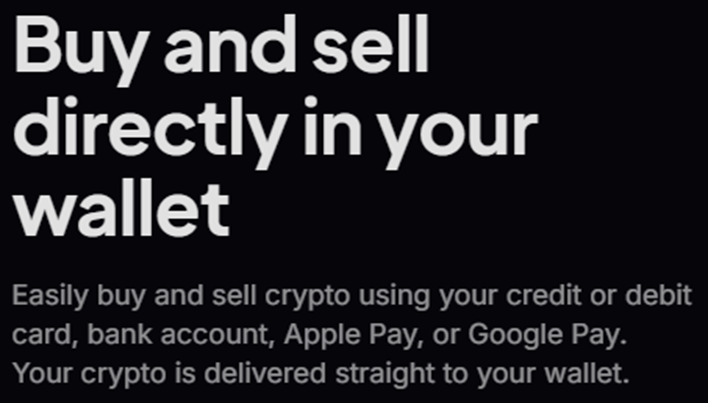 Buy and sell
directly in your
wallet
Easily buy and sell crypto using your credit or debit
card, bank account, Apple Pay, or Google Pay.
Your crypto is delivered straight to your wallet.